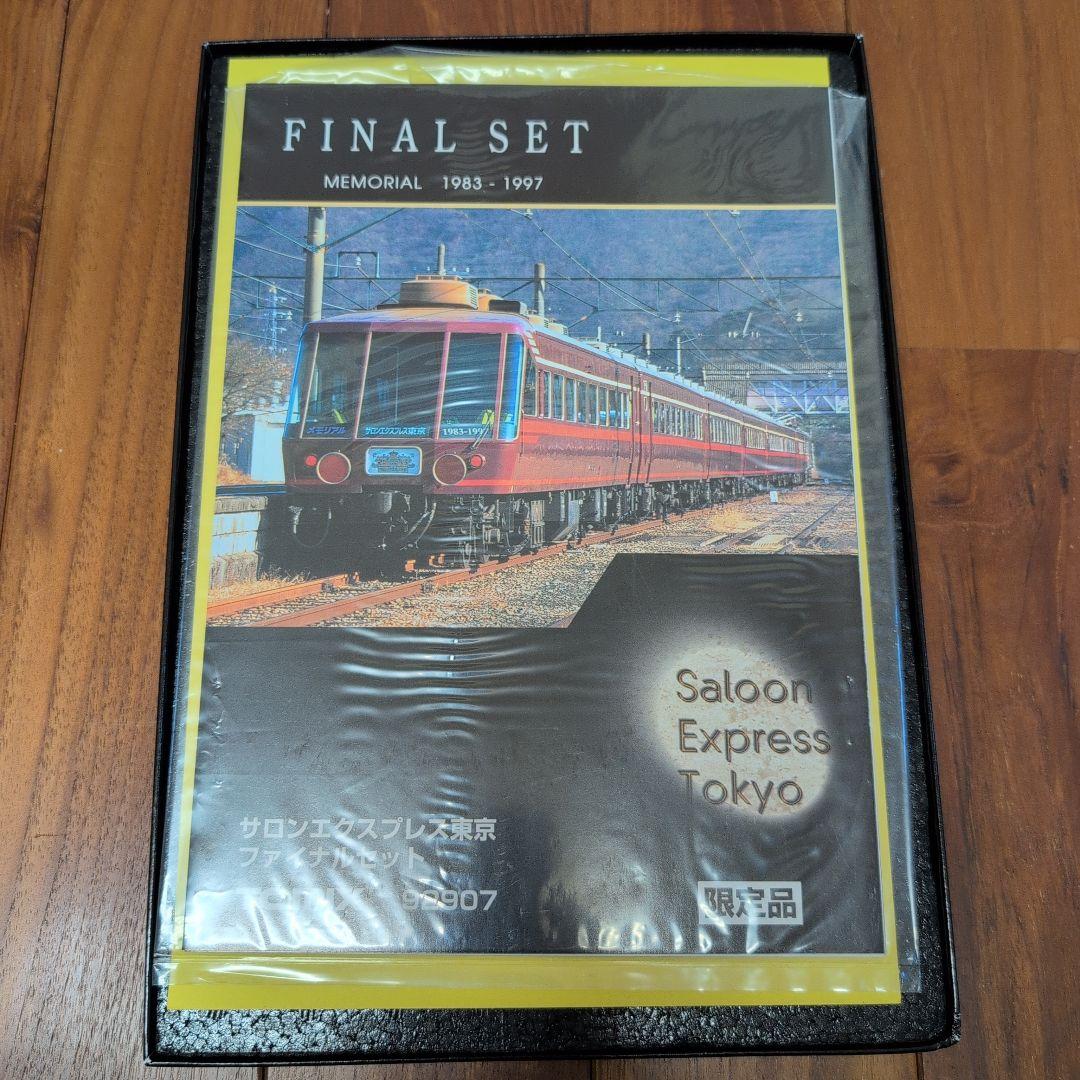 FINAL SET
MEMORIAL 1983 - 1997
メモリアル サロンエクスプレス東京 1983-1997
Saloon
Express
Tokyo
サロンエクスプレス東京
ファイナルセット
TOMIX 92907
限定品